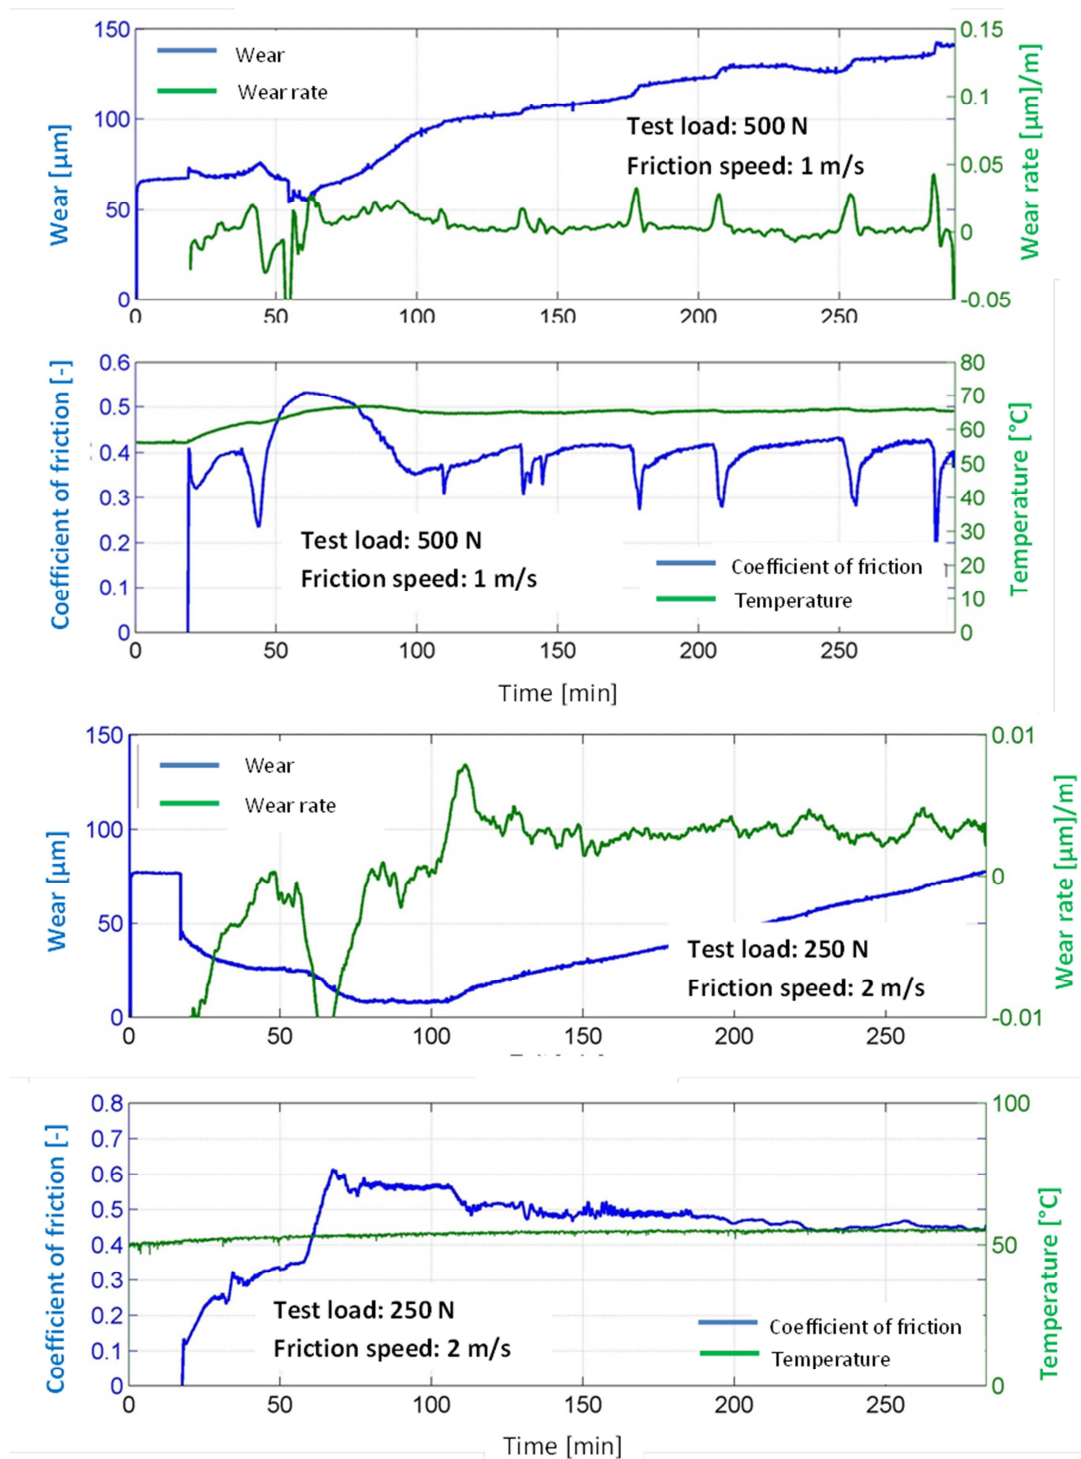 150
100
50
0
Wear [µm]
Wear
Wear rate
Test load: 500 N
Friction speed: 1 m/s
0.15
0.1
0.05
0
-0.05
Wear rate [µm]/m]
0 50 100 150 200 250
0.6
0.5
0.4
0.3
0.2
0.1
0
Coefficient of friction [-]
Test load: 500 N
Friction speed: 1 m/s
Coefficient of friction
Temperature
80
70
60
50
40
30
20
10
0
Temperature [°C]
0 50 100 150 200 250
Time [min]
150
100
50
0
Wear [µm]
Wear
Wear rate
Test load: 250 N
Friction speed: 2 m/s
0.01
0
-0.01
Wear rate [µm]/m]
0 50 100 150 200 250
0.8
0.7
0.6
0.5
0.4
0.3
0.2
0.1
0
Coefficient of friction [-]
Test load: 250 N
Friction speed: 2 m/s
Coefficient of friction
Temperature
100
50
0
Temperature [°C]
0 50 100 150 200 250
Time [min]